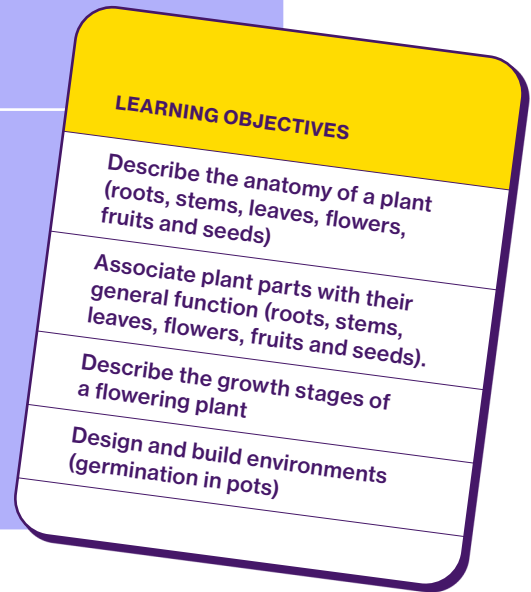 LEARNING OBJECTIVES
Describe the anatomy of a plant
(roots, stems, leaves, flowers,
fruits and seeds)
Associate plant parts with their
general function (roots, stems,
leaves, flowers, fruits and seeds).
Describe the growth stages of
a flowering plant
Design and build environments
(germination in pots)